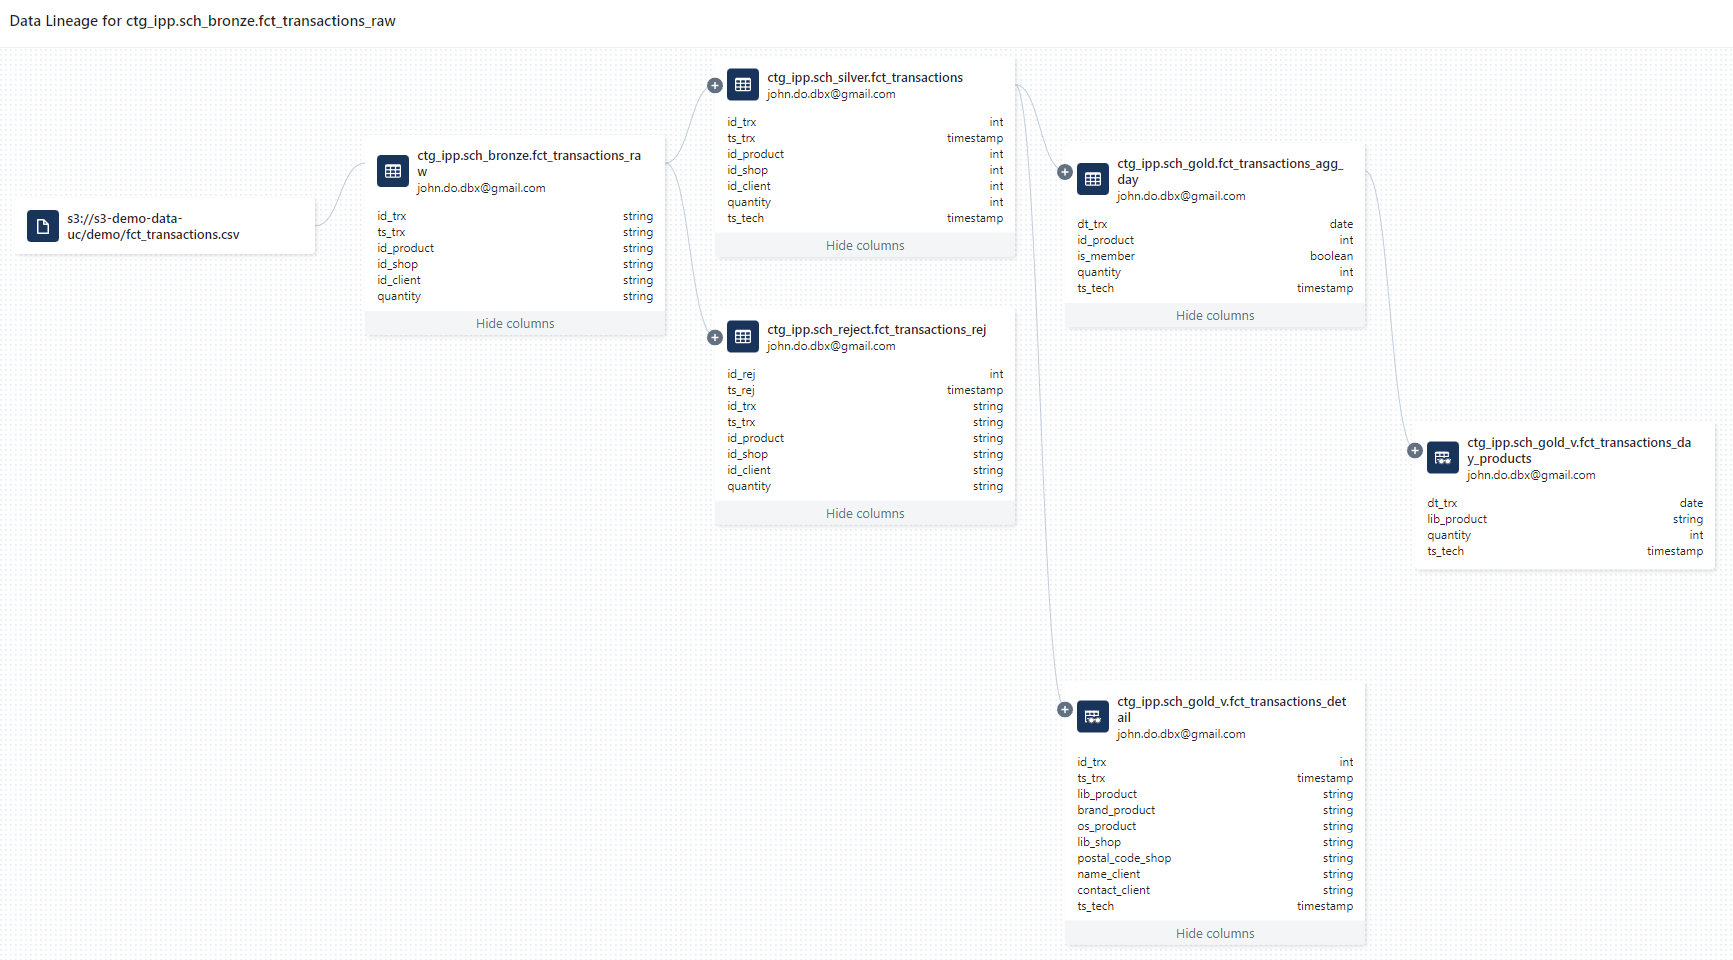 Data Lineage for ctg_ipp.sch_bronze.fct_transactions_raw
s3://s3-demo-data-
uc/demo/fct_transactions.csv
ctg_ipp.sch_bronze.fct_transactions_ra
w
john.do.dbx@gmail.com
id_trx string
ts_trx string
id_product string
id_shop string
id_client string
quantity string
Hide columns
ctg_ipp.sch_silver.fct_transactions
john.do.dbx@gmail.com
id_trx int
ts_trx timestamp
id_product int
id_shop int
id_client int
quantity int
ts_tech timestamp
Hide columns
ctg_ipp.sch_reject.fct_transactions_rej
john.do.dbx@gmail.com
id_rej int
ts_rej timestamp
id_trx string
ts_trx string
id_product string
id_shop string
id_client string
quantity string
Hide columns
ctg_ipp.sch_gold.fct_transactions_agg_
day
john.do.dbx@gmail.com
dt_trx date
id_product int
is_member boolean
quantity int
ts_tech timestamp
Hide columns
ctg_ipp.sch_gold_v.fct_transactions_det
ail
john.do.dbx@gmail.com
id_trx int
ts_trx timestamp
lib_product string
brand_product string
os_product string
lib_shop string
postal_code_shop string
name_client string
contact_client string
ts_tech timestamp
Hide columns
ctg_ipp.sch_gold_v.fct_transactions_da
y_products
john.do.dbx@gmail.com
dt_trx date
lib_product string
quantity int
ts_tech timestamp